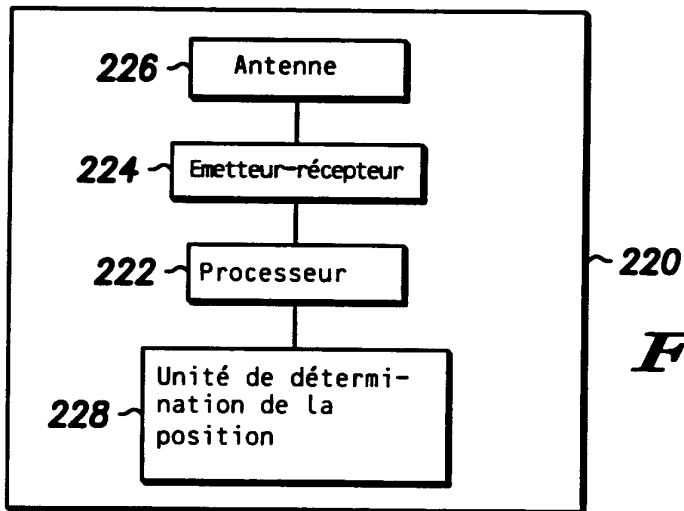 226 Antenne
224 Emetteur-récepteur
222 Processeur
220
228 Unité de détermi-
nation de la
position
F